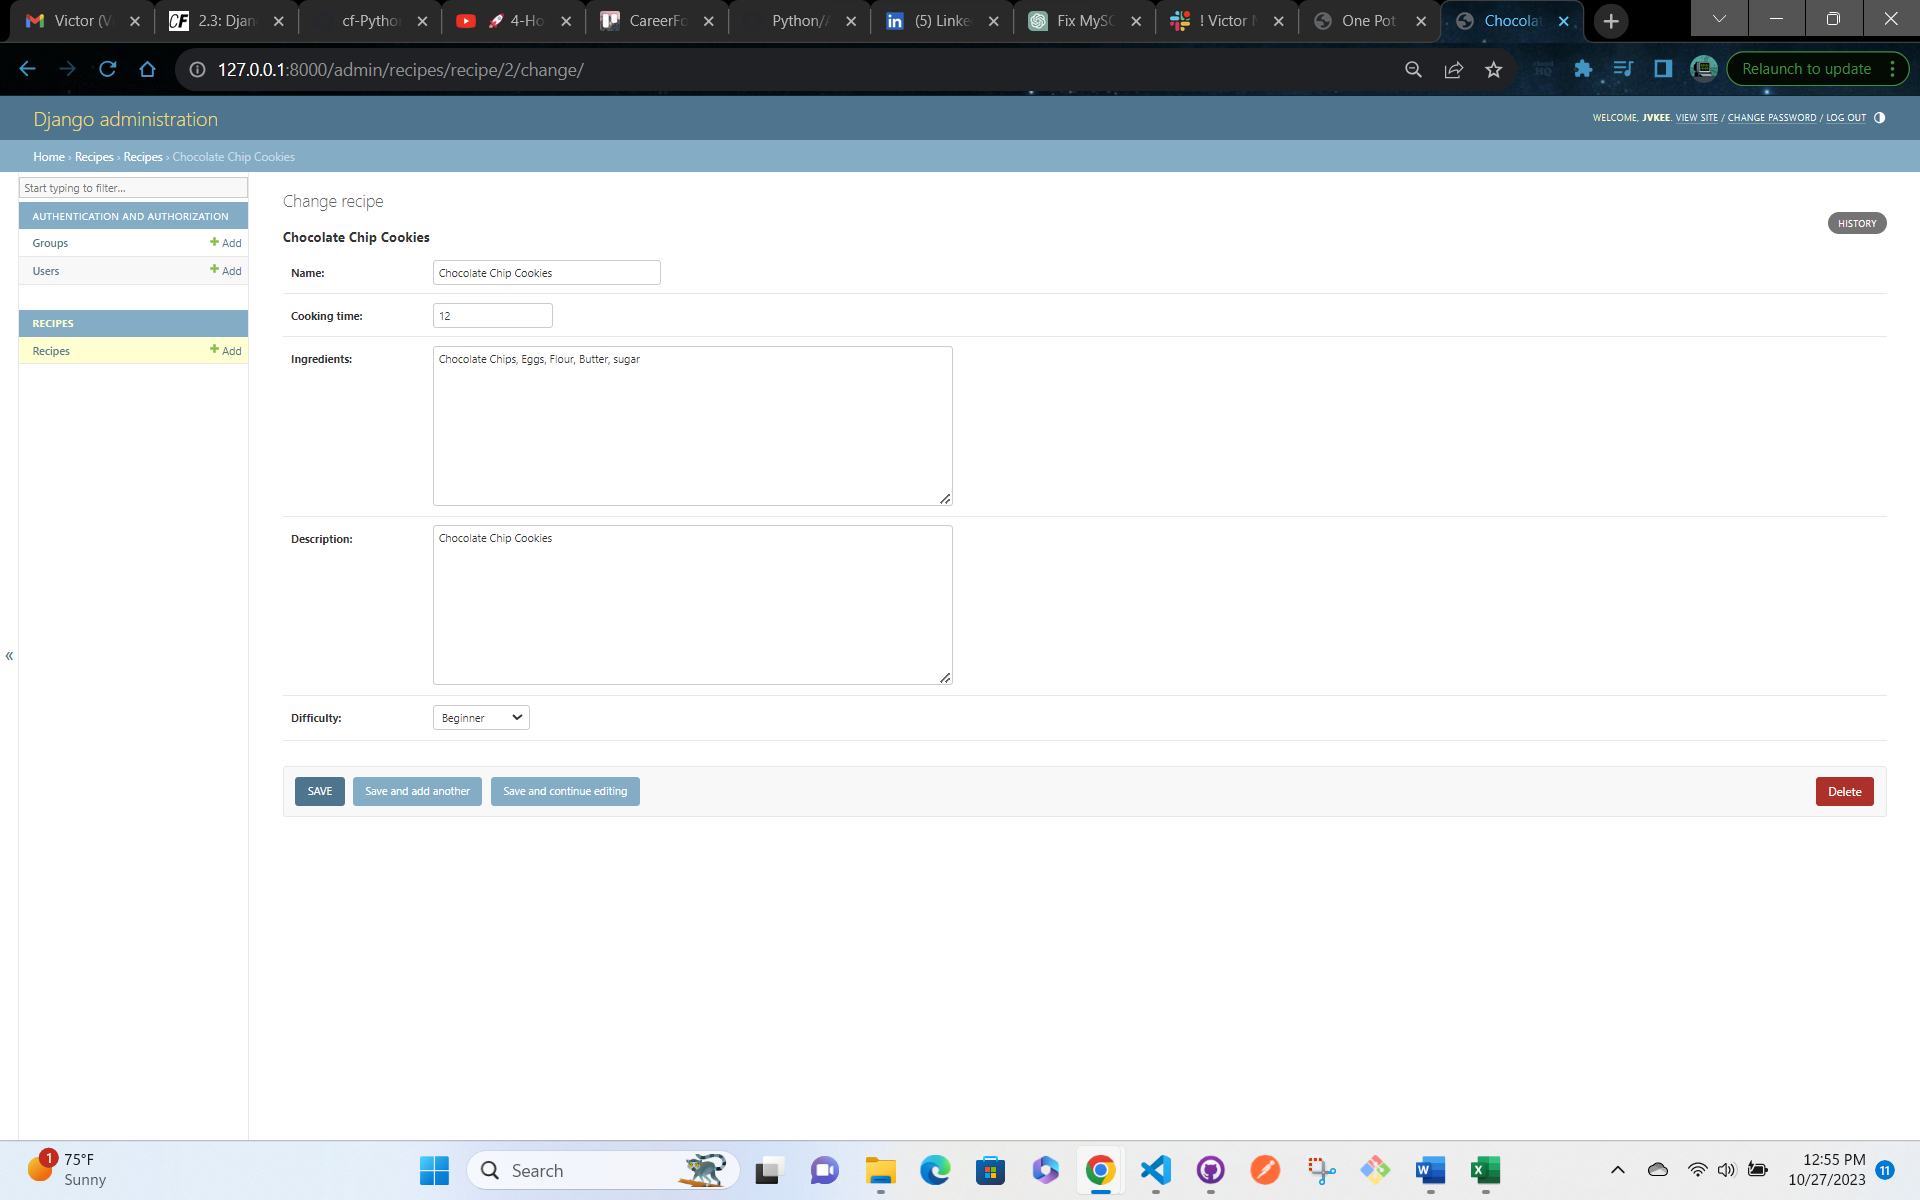 Victor (V
2.3: Djan
cf-Pytho
4-Ho
CareerFo
Python/A
(5) Linke
Fix MySQ
! Victor
One Pot
Chocolat
127.0.0.1:8000/admin/recipes/recipe/2/change/
Relaunch to update
Django administration
WELCOME, JVKEE. VIEW SITE / CHANGE PASSWORD / LOG OUT
Home › Recipes › Recipes › Chocolate Chip Cookies
Start typing to filter...
AUTHENTICATION AND AUTHORIZATION
Groups
Add
Users
Add
RECIPES
Recipes
Add
Change recipe
HISTORY
Chocolate Chip Cookies
Name:
Chocolate Chip Cookies
Cooking time:
12
Ingredients:
Chocolate Chips, Eggs, Flour, Butter, sugar
Description:
Chocolate Chip Cookies
Difficulty:
Beginner
SAVE
Save and add another
Save and continue editing
Delete
«
1
75°F
Sunny
Search
12:55 PM
10/27/2023
11